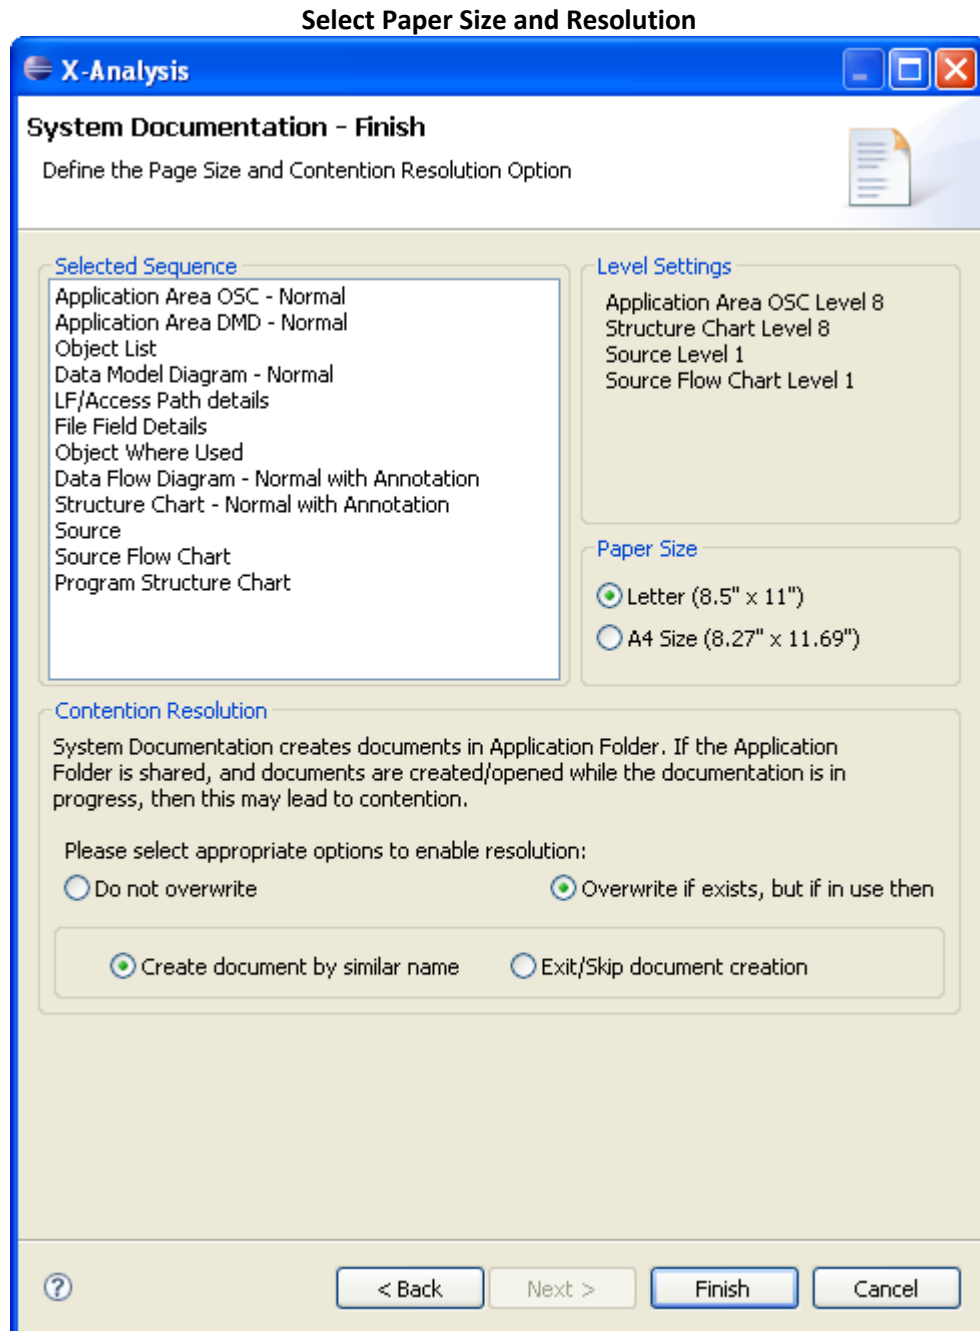 Select Paper Size and Resolution
X-Analysis
System Documentation - Finish
Define the Page Size and Contention Resolution Option
Selected Sequence
Application Area OSC - Normal
Application Area DMD - Normal
Object List
Data Model Diagram - Normal
LF/Access Path details
File Field Details
Object Where Used
Data Flow Diagram - Normal with Annotation
Structure Chart - Normal with Annotation
Source
Source Flow Chart
Program Structure Chart
Level Settings
Application Area OSC Level 8
Structure Chart Level 8
Source Level 1
Source Flow Chart Level 1
Paper Size
Letter (8.5" x 11")
A4 Size (8.27" x 11.69")
Contention Resolution
System Documentation creates documents in Application Folder. If the Application
Folder is shared, and documents are created/opened while the documentation is in
progress, then this may lead to contention.
Please select appropriate options to enable resolution:
Do not overwrite
Overwrite if exists, but if in use then
Create document by similar name
Exit/Skip document creation
?
< Back
Next >
Finish
Cancel